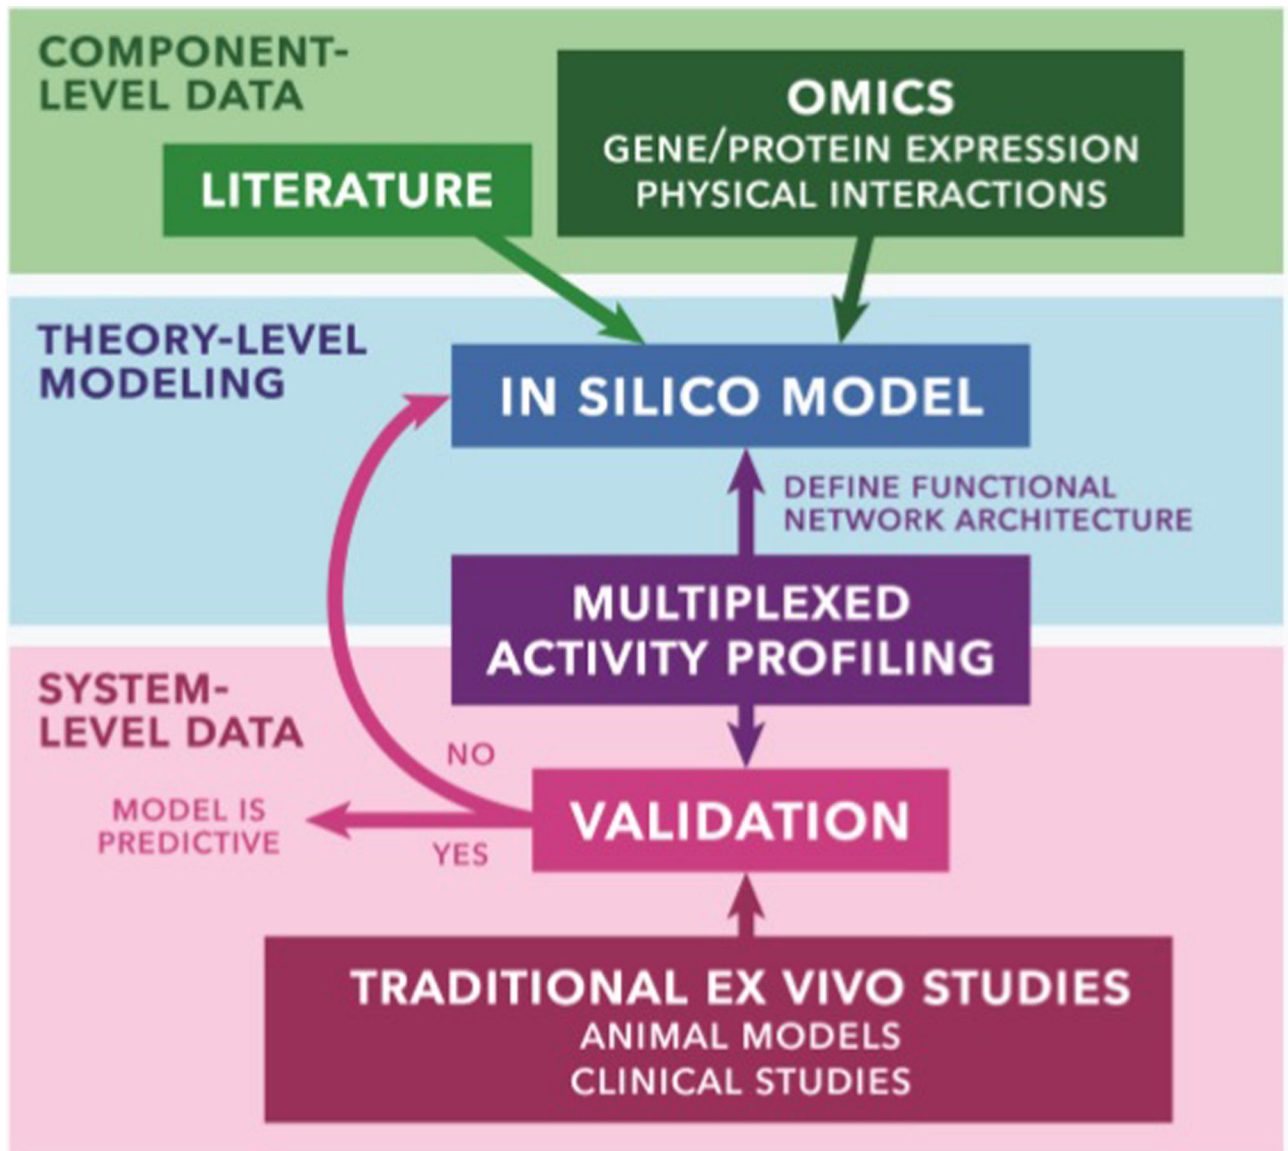 COMPONENT-
LEVEL DATA
OMICS
GENE/PROTEIN EXPRESSION
PHYSICAL INTERACTIONS
LITERATURE
THEORY-LEVEL
MODELING
IN SILICO MODEL
DEFINE FUNCTIONAL
NETWORK ARCHITECTURE
MULTIPLEXED
ACTIVITY PROFILING
SYSTEM-
LEVEL DATA
NO
MODEL IS
PREDICTIVE
YES
VALIDATION
TRADITIONAL EX VIVO STUDIES
ANIMAL MODELS
CLINICAL STUDIES